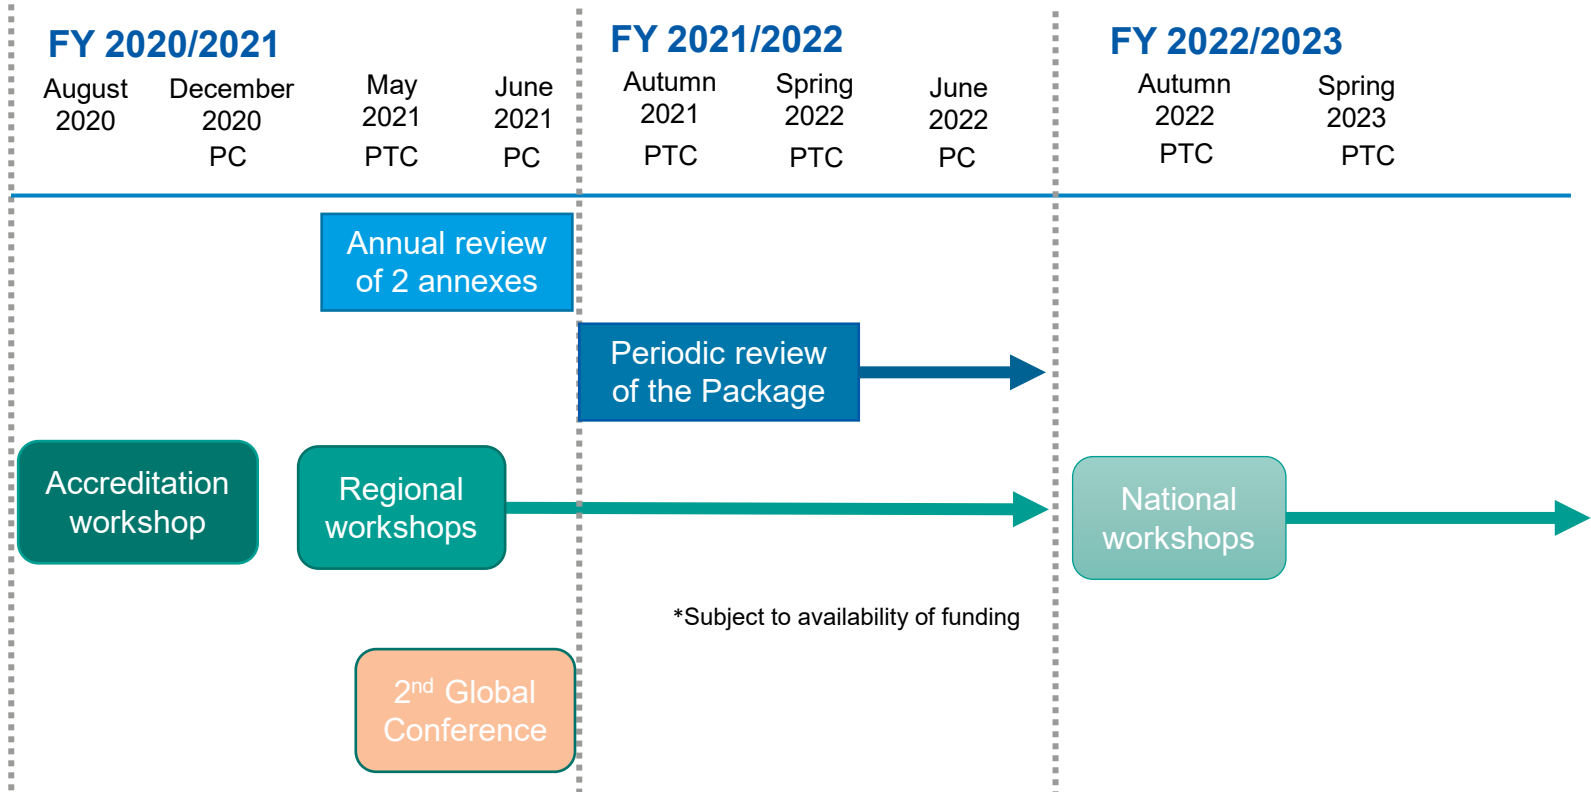 FY 2020/2021
August
2020
December
2020
PC
May
2021
PTC
June
2021
PC
FY 2021/2022
Autumn
2021
PTC
Spring
2022
PTC
June
2022
PC
FY 2022/2023
Autumn
2022
PTC
Spring
2023
PTC
Annual review
of 2 annexes
Periodic review
of the Package
Accreditation
workshop
Regional
workshops
National
workshops
*Subject to availability of funding
2nd Global
Conference